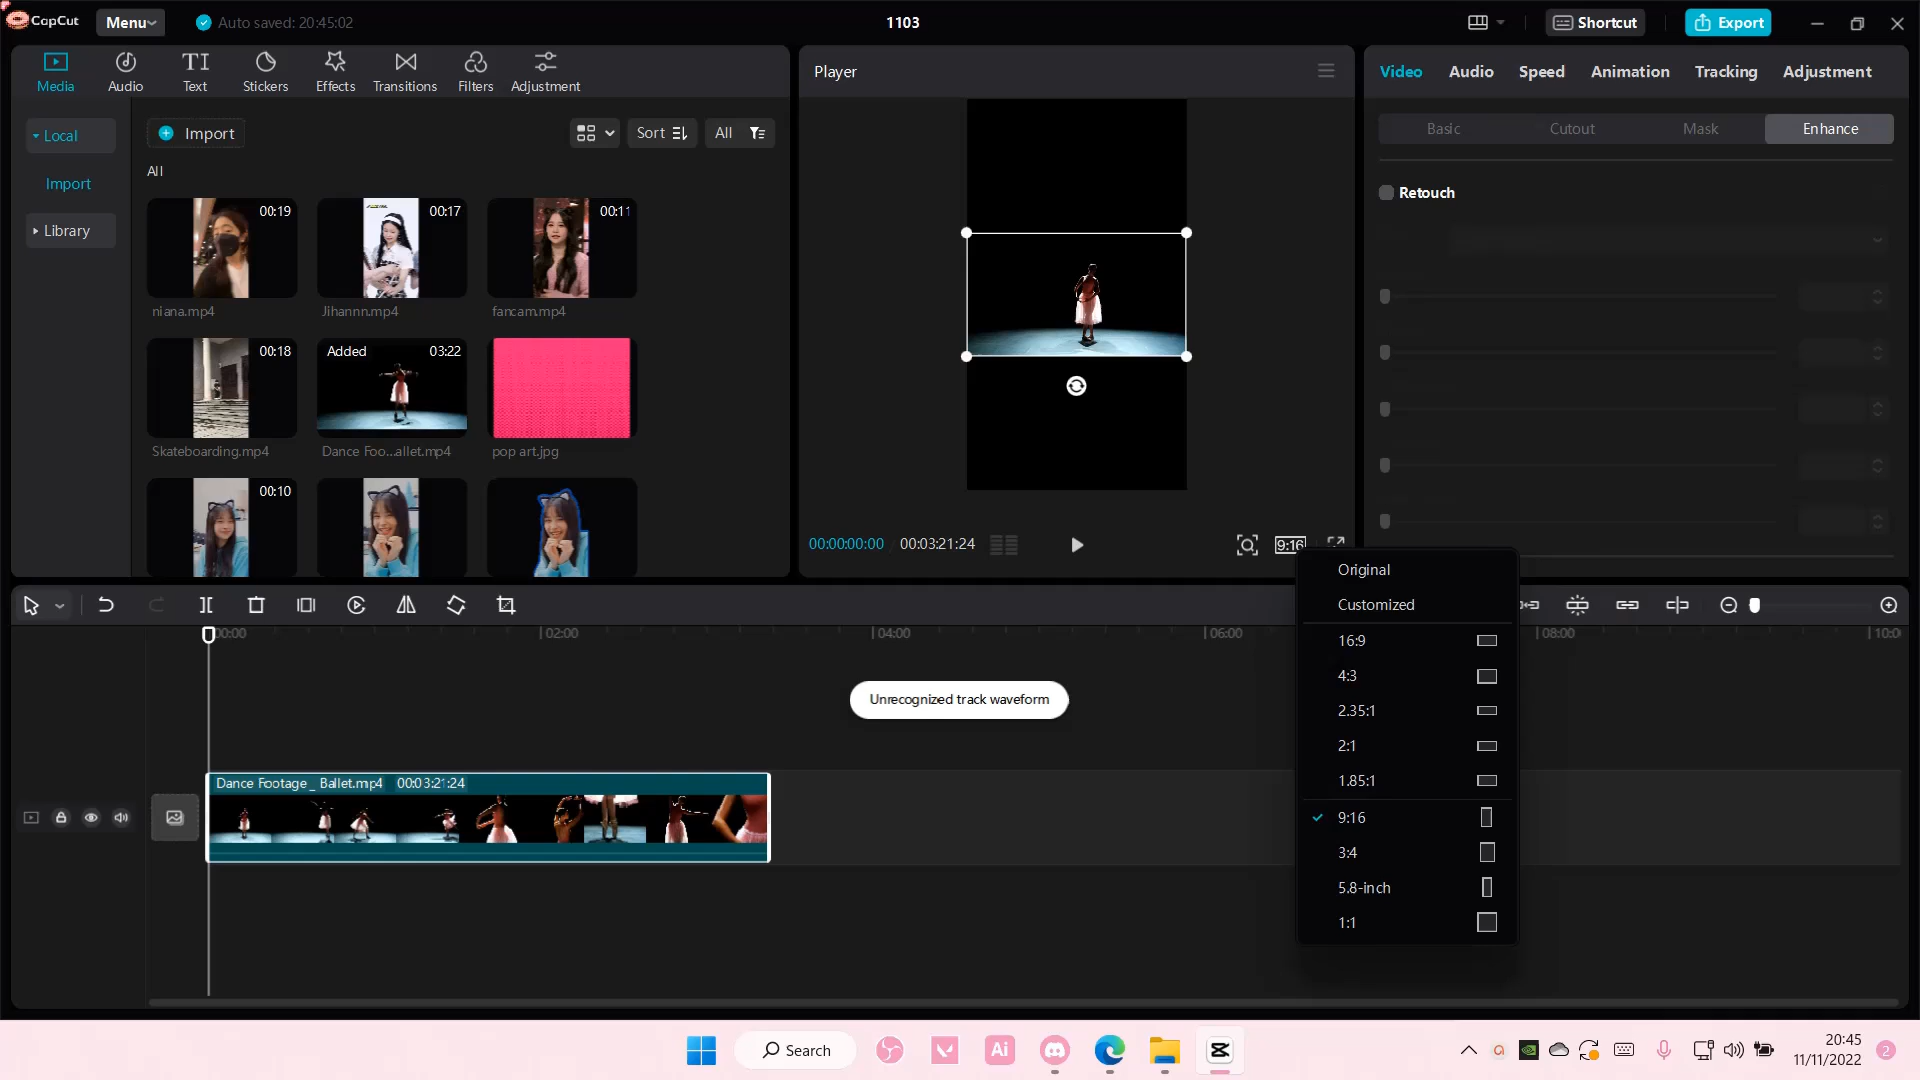 CapCut
Menu
Auto saved: 20:45:02
1103
Shortcut
Export
Media
Audio
Text
Stickers
Effects
Transitions
Filters
Adjustment
Player
Video
Audio
Speed
Animation
Tracking
Adjustment
Local
Import
Library
Import
Sort
All
All
Basic
Cutout
Mask
Enhance
Retouch
00:19
00:17
00:11
niana.mp4
Jihannn.mp4
fancam.mp4
00:18
Added
03:22
Skateboarding.mp4
Dance Foo...allet.mp4
pop art.jpg
00:10
00:00:00:00
00:03:21:24
9:16
Original
Customized
16:9
4:3
2.35:1
2:1
1.85:1
9:16
3:4
5.8-inch
1:1
00:00
02:00
04:00
06:00
08:00
10:00
Unrecognized track waveform
Dance Footage _ Ballet.mp4 00:03:21:24
Search
Ai
20:45
11/11/2022
2